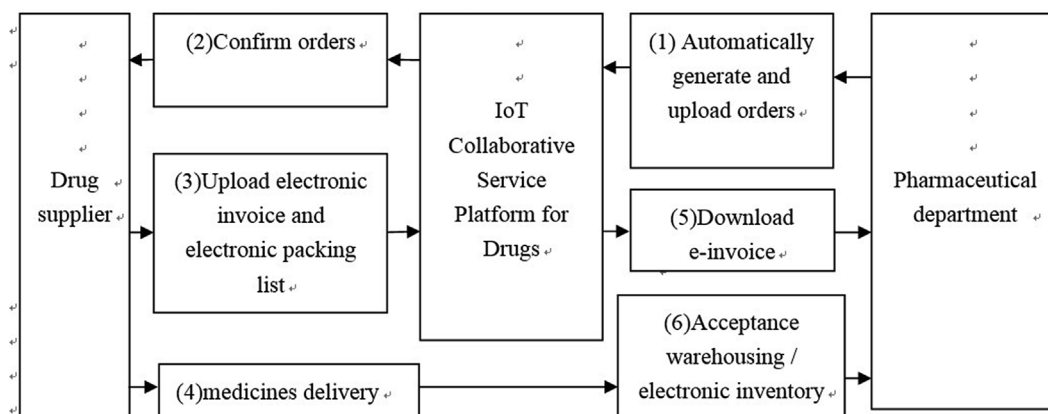 Drug
supplier
(2)Confirm orders
(3)Upload electronic
invoice and
electronic packing
list
(4)medicines delivery
IoT
Collaborative
Service
Platform for
Drugs
(1) Automatically
generate and
upload orders
(5)Download
e-invoice
(6)Acceptance
warehousing /
electronic inventory
Pharmaceutical
department